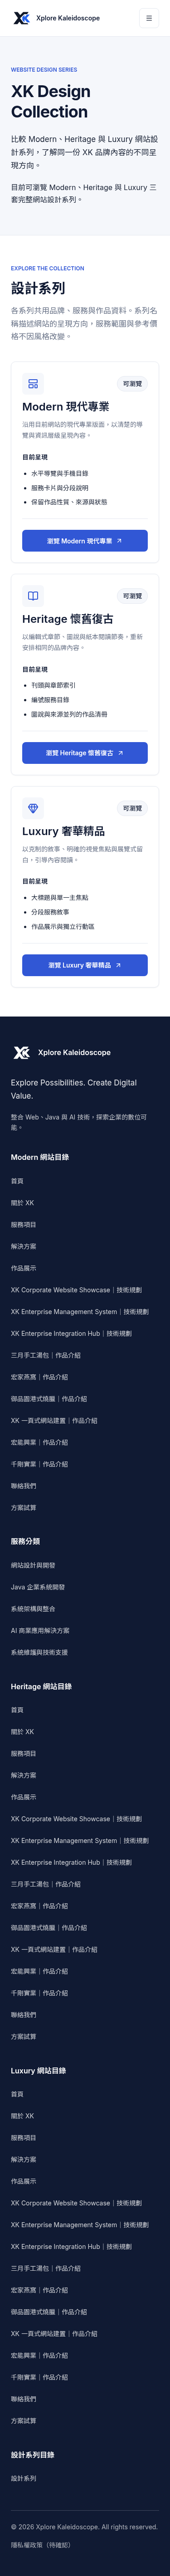 Xplore Kaleidoscope
WEBSITE DESIGN SERIES
XK Design
Collection
比較 Modern、Heritage 與 Luxury 網站設
計系列，了解同一份 XK 品牌內容的不同呈
現方向。
目前可瀏覽 Modern、Heritage 與 Luxury 三
套完整網站設計系列。
EXPLORE THE COLLECTION
設計系列
各系列共用品牌、服務與作品資料。系列名
稱描述網站的呈現方向，服務範圍與參考價
格不因風格改變。
可瀏覽
Modern 現代專業
沿用目前網站的現代專業版面，以清楚的導
覽與資訊層級呈現內容。
目前呈現
水平導覽與手機目錄
服務卡片與分段說明
保留作品性質、來源與狀態
瀏覽 Modern 現代專業
可瀏覽
Heritage 懷舊復古
以編輯式章節、圖說與紙本閱讀節奏，重新
安排相同的品牌內容。
目前呈現
刊頭與章節索引
編號服務目錄
圖說與來源並列的作品清冊
瀏覽 Heritage 懷舊復古
可瀏覽
Luxury 奢華精品
以克制的敘事、明確的視覺焦點與展覽式留
白，引導內容閱讀。
目前呈現
大標題與單一主焦點
分段服務敘事
作品展示與獨立行動區
瀏覽 Luxury 奢華精品
Xplore Kaleidoscope
Explore Possibilities. Create Digital
Value.
整合 Web、Java 與 AI 技術，探索企業的數位可
能。
Modern 網站目錄
首頁
關於 XK
服務項目
解決方案
作品展示
XK Corporate Website Showcase｜技術規劃
XK Enterprise Management System｜技術規劃
XK Enterprise Integration Hub｜技術規劃
三月手工湯包｜作品介紹
宏家燕窩｜作品介紹
御品園港式燒臘｜作品介紹
XK 一頁式網站建置｜作品介紹
宏能興業｜作品介紹
千剛實業｜作品介紹
聯絡我們
方案試算
服務分類
網站設計與開發
Java 企業系統開發
系統架構與整合
AI 商業應用解決方案
系統維護與技術支援
Heritage 網站目錄
首頁
關於 XK
服務項目
解決方案
作品展示
XK Corporate Website Showcase｜技術規劃
XK Enterprise Management System｜技術規劃
XK Enterprise Integration Hub｜技術規劃
三月手工湯包｜作品介紹
宏家燕窩｜作品介紹
御品園港式燒臘｜作品介紹
XK 一頁式網站建置｜作品介紹
宏能興業｜作品介紹
千剛實業｜作品介紹
聯絡我們
方案試算
Luxury 網站目錄
首頁
關於 XK
服務項目
解決方案
作品展示
XK Corporate Website Showcase｜技術規劃
XK Enterprise Management System｜技術規劃
XK Enterprise Integration Hub｜技術規劃
三月手工湯包｜作品介紹
宏家燕窩｜作品介紹
御品園港式燒臘｜作品介紹
XK 一頁式網站建置｜作品介紹
宏能興業｜作品介紹
千剛實業｜作品介紹
聯絡我們
方案試算
設計系列目錄
設計系列
© 2026 Xplore Kaleidoscope. All rights reserved.
隱私權政策（待確認）